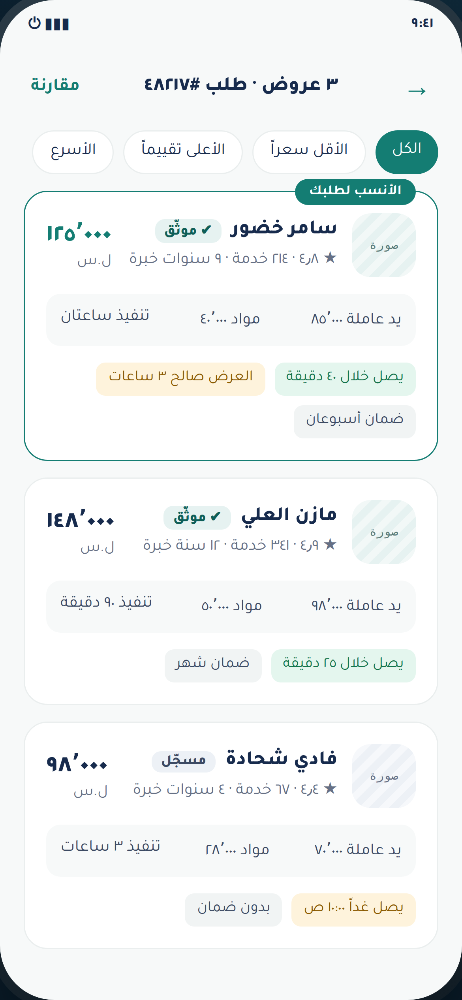 ٩:٤١
→ ٣ عروض · طلب #٤٨٢١٧ مقارنة
الكل الأقل سعراً الأعلى تقييماً الأسرع
الأنسب لطلبك
صورة
سامر خضور ✔ موثّق ١٢٥٬٠٠٠
★ ٤٫٨ · ٢١٤ خدمة · ٩ سنوات خبرة ل.س
يد عاملة ٨٥٬٠٠٠ مواد ٤٠٬٠٠٠ تنفيذ ساعتان
يصل خلال ٤٠ دقيقة العرض صالح ٣ ساعات
ضمان أسبوعان
صورة
مازن العلي ✔ موثّق ١٤٨٬٠٠٠
★ ٤٫٩ · ٣٤١ خدمة · ١٢ سنة خبرة ل.س
يد عاملة ٩٨٬٠٠٠ مواد ٥٠٬٠٠٠ تنفيذ ٩٠ دقيقة
يصل خلال ٢٥ دقيقة ضمان شهر
صورة
فادي شحادة مسجّل ٩٨٬٠٠٠
★ ٤٫٤ · ٦٧ خدمة · ٤ سنوات خبرة ل.س
يد عاملة ٧٠٬٠٠٠ مواد ٢٨٬٠٠٠ تنفيذ ٣ ساعات
يصل غداً ١٠:٠٠ ص بدون ضمان